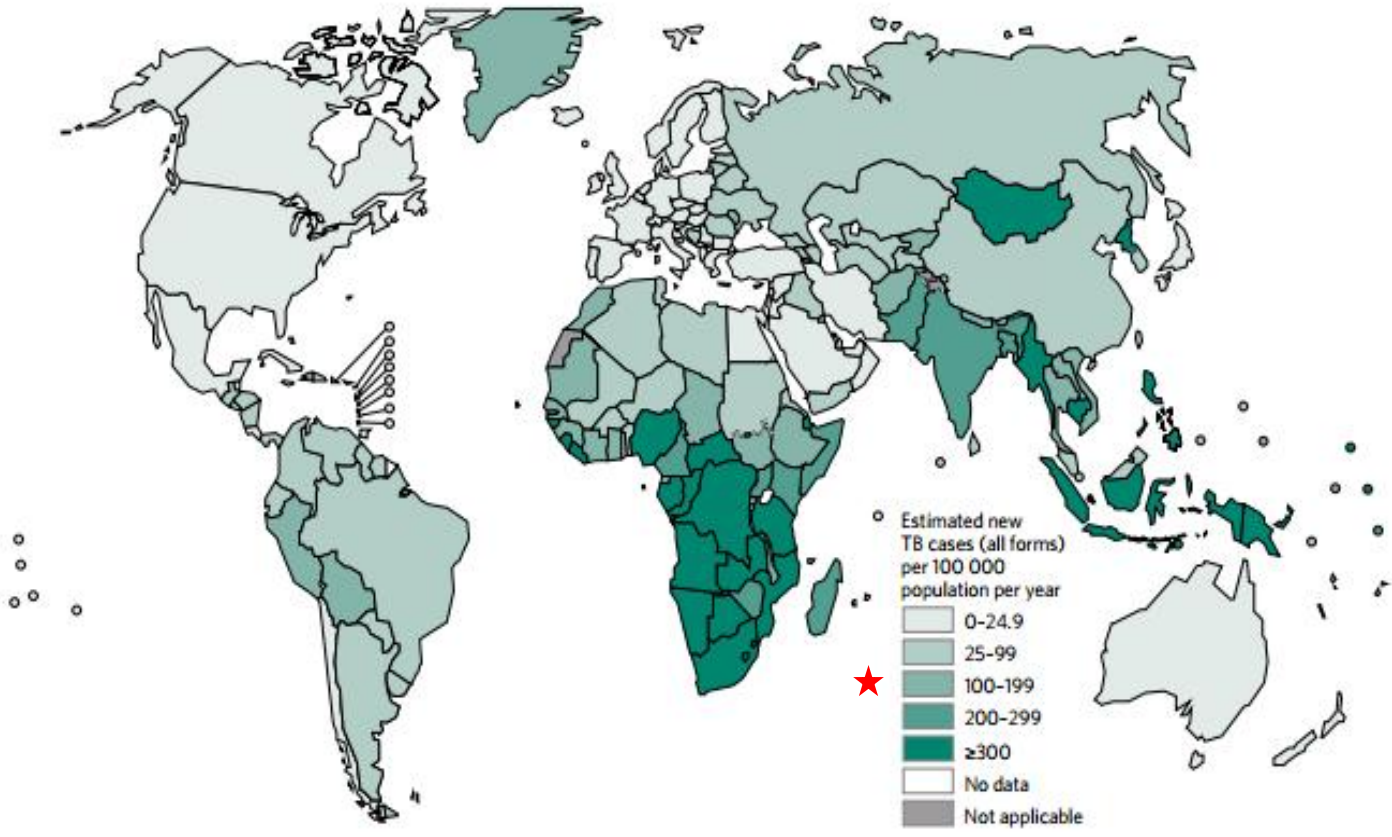 Estimated new
TB cases (all forms)
per 100 000
population per year
0–24.9
25–99
100–199
200–299
≥300
No data
Not applicable